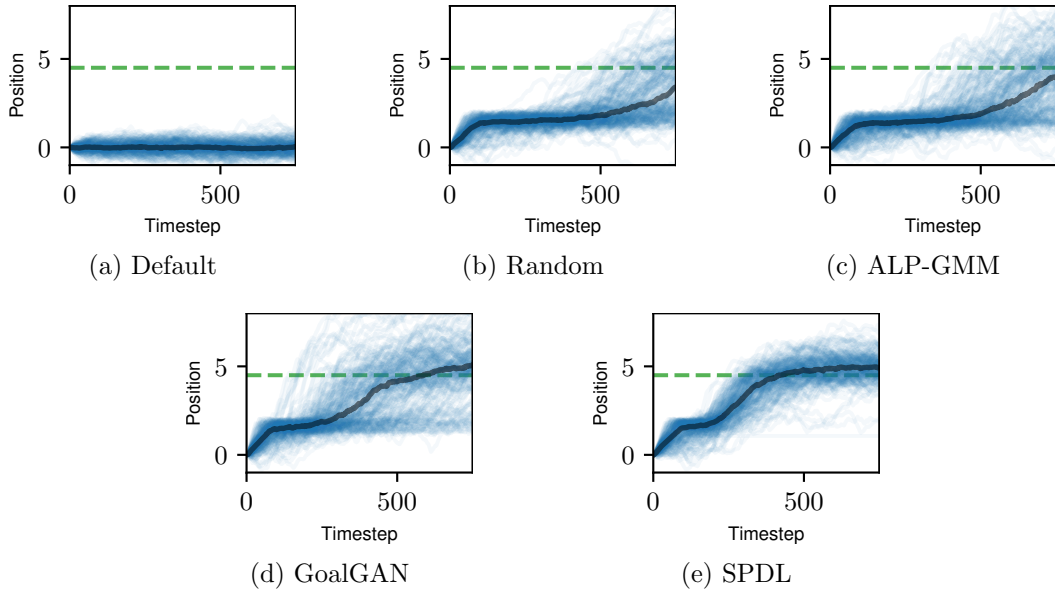 Position
5
0
0
500
Timestep
(a) Default
Position
5
0
0
500
Timestep
(b) Random
Position
5
0
0
500
Timestep
(c) ALP-GMM
Position
5
0
0
500
Timestep
(d) GoalGAN
Position
5
0
0
500
Timestep
(e) SPDL